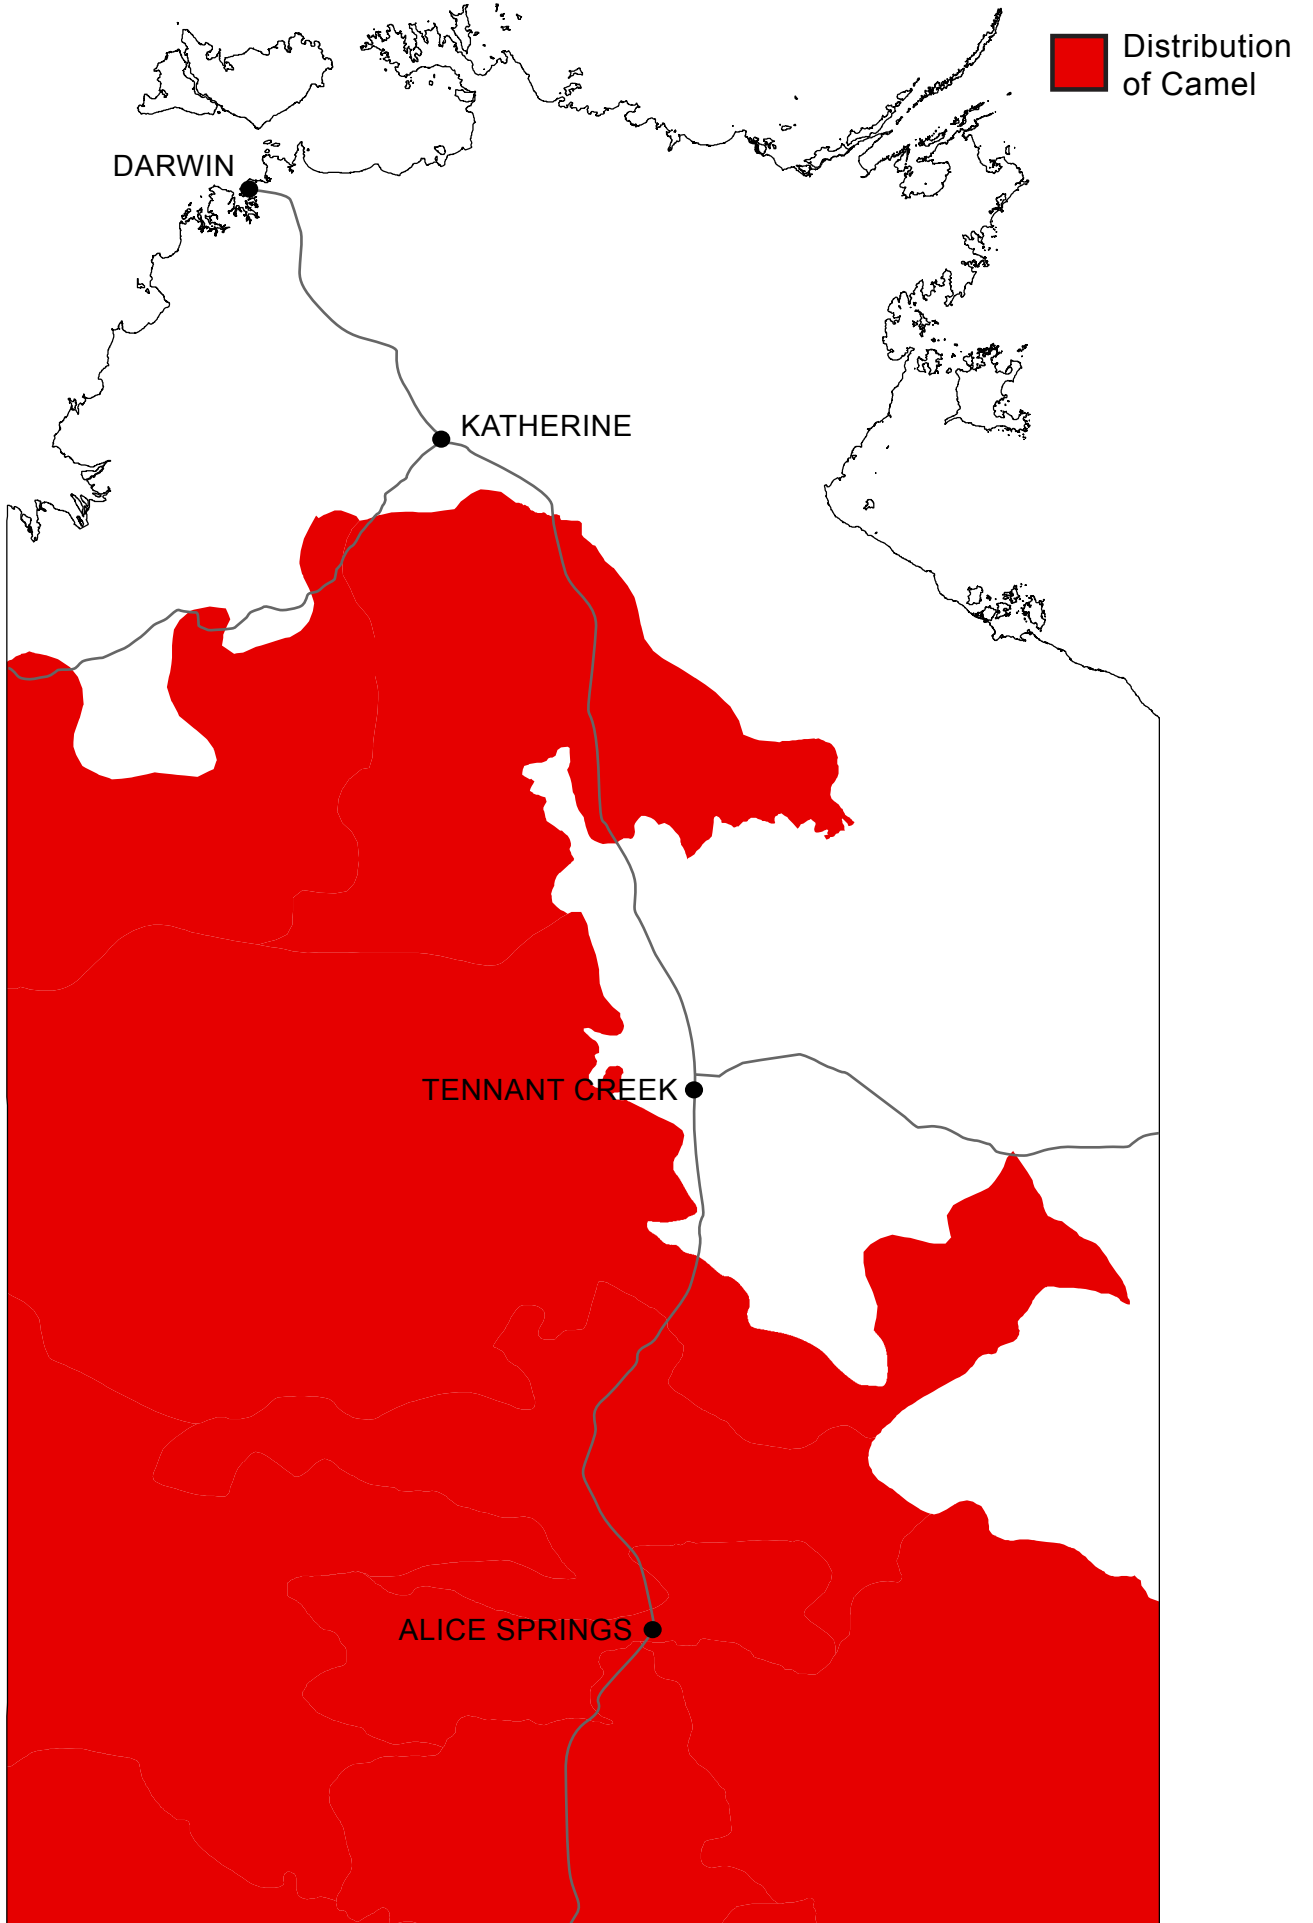 Distribution
of Camel
DARWIN
KATHERINE
TENNANT CREEK
ALICE SPRINGS